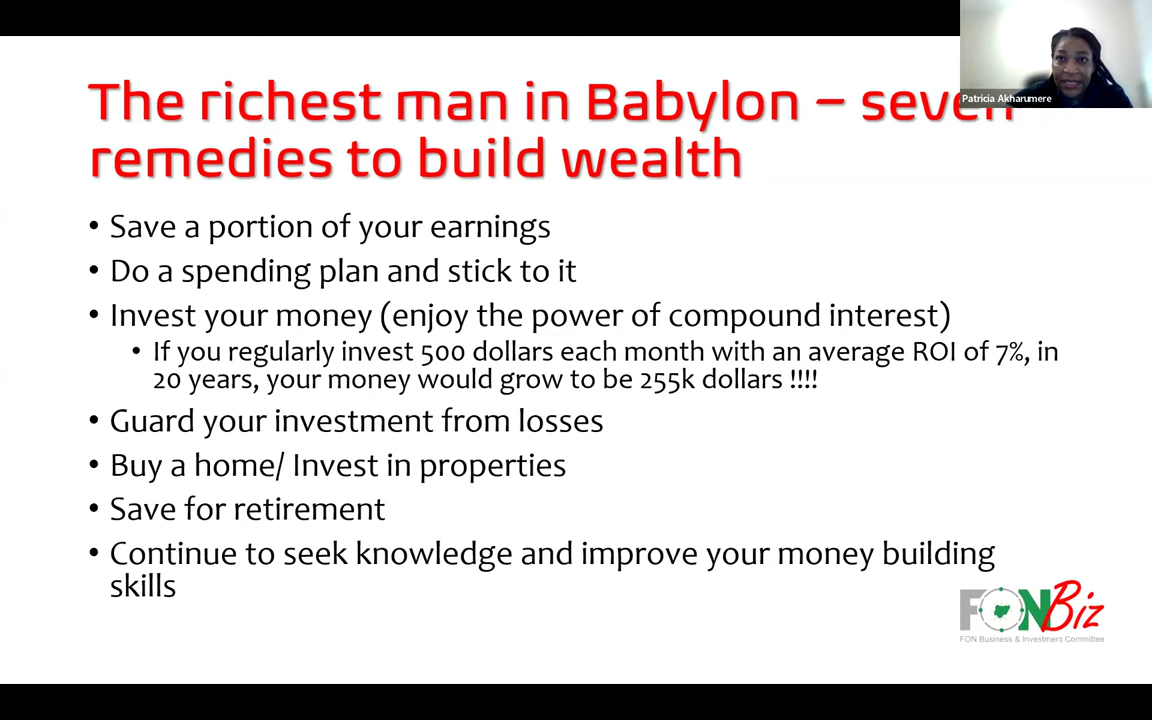 Patricia Akharumere
The richest man in Babylon – seven
remedies to build wealth
• Save a portion of your earnings
• Do a spending plan and stick to it
• Invest your money (enjoy the power of compound interest)
• If you regularly invest 500 dollars each month with an average ROI of 7%, in
20 years, your money would grow to be 255k dollars !!!!
• Guard your investment from losses
• Buy a home/ Invest in properties
• Save for retirement
• Continue to seek knowledge and improve your money building
skills
FONBiz
FON Business & Investment Committee